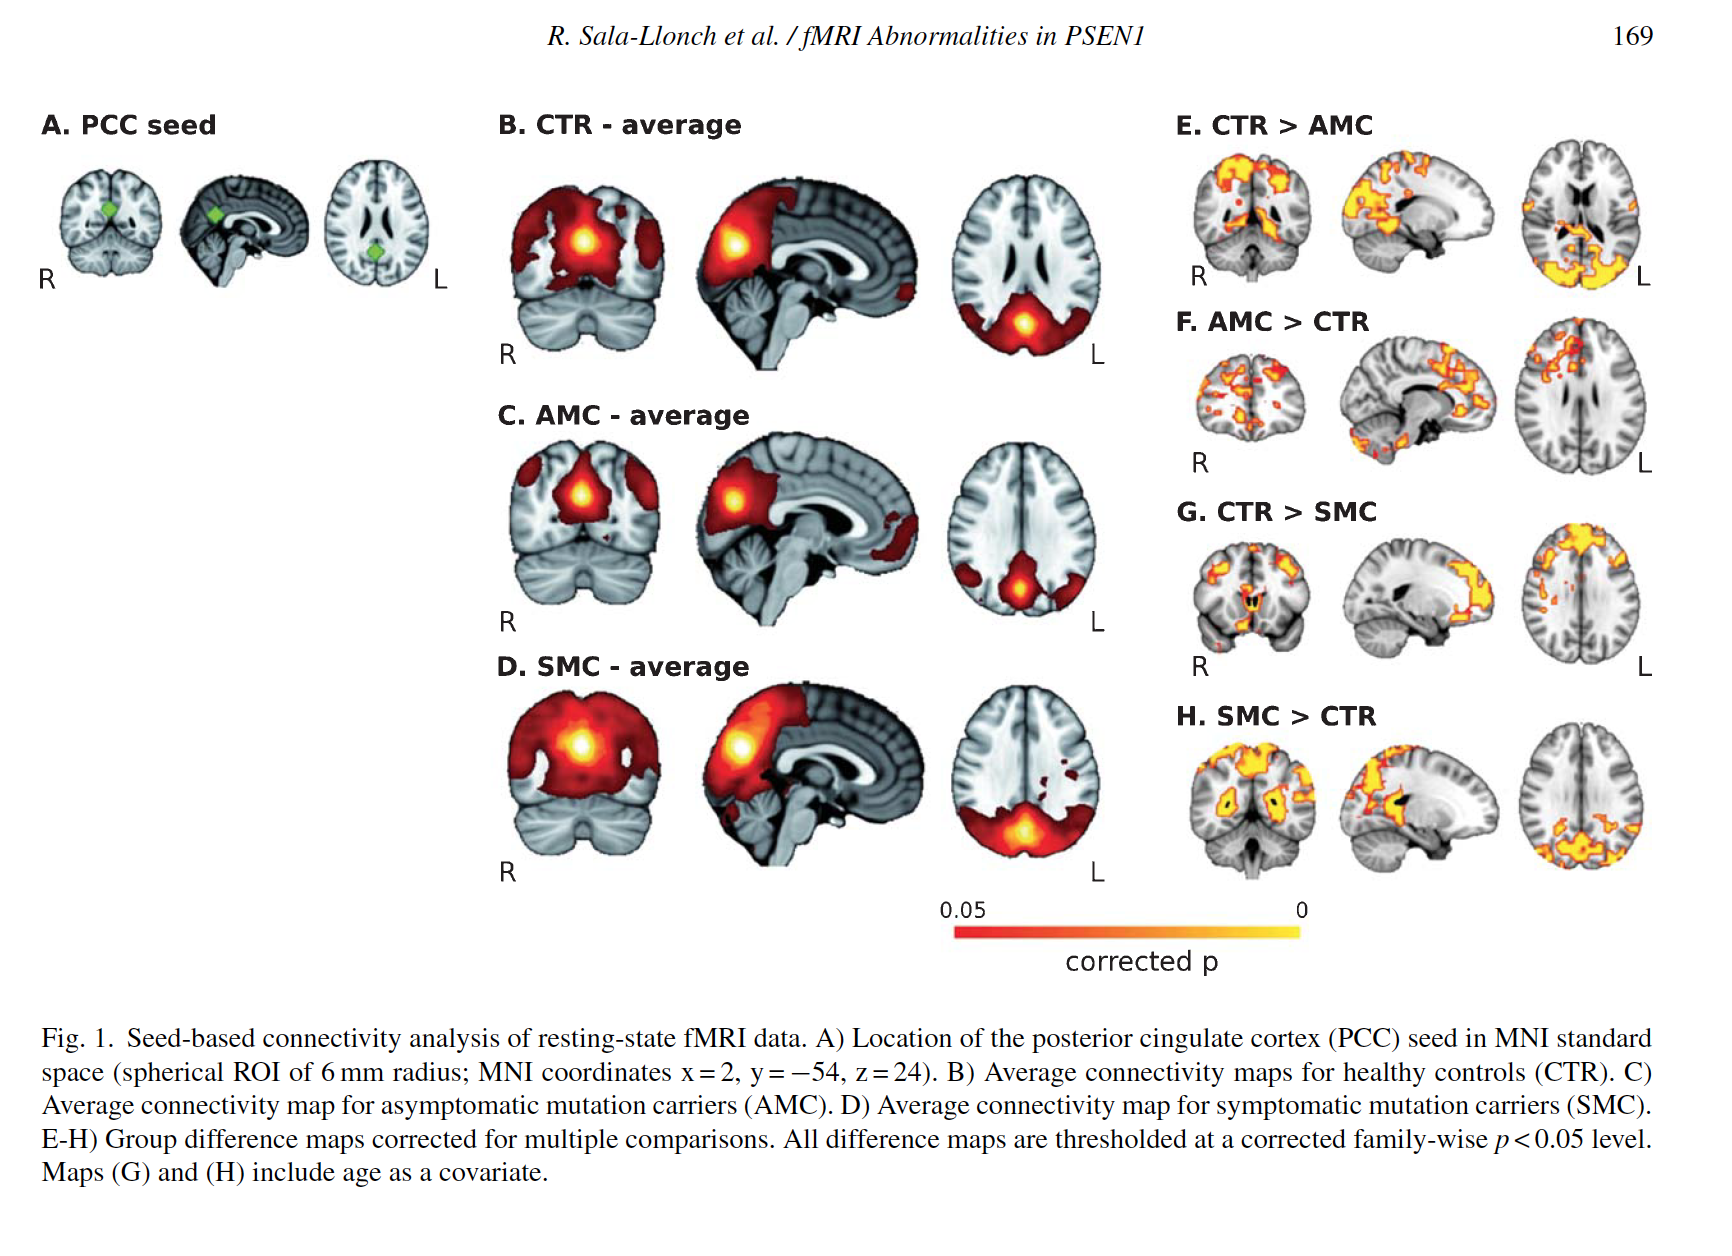 R. Sala-Llonch et al. / fMRI Abnormalities in PSEN1 169
A. PCC seed
R L
B. CTR - average
R L
C. AMC - average
R L
D. SMC - average
R L
E. CTR > AMC
R L
F. AMC > CTR
R L
G. CTR > SMC
R L
H. SMC > CTR
0.05 0
corrected p
Fig. 1. Seed-based connectivity analysis of resting-state fMRI data. A) Location of the posterior cingulate cortex (PCC) seed in MNI standard
space (spherical ROI of 6 mm radius; MNI coordinates x = 2, y = −54, z = 24). B) Average connectivity maps for healthy controls (CTR). C)
Average connectivity map for asymptomatic mutation carriers (AMC). D) Average connectivity map for symptomatic mutation carriers (SMC).
E-H) Group difference maps corrected for multiple comparisons. All difference maps are thresholded at a corrected family-wise p < 0.05 level.
Maps (G) and (H) include age as a covariate.